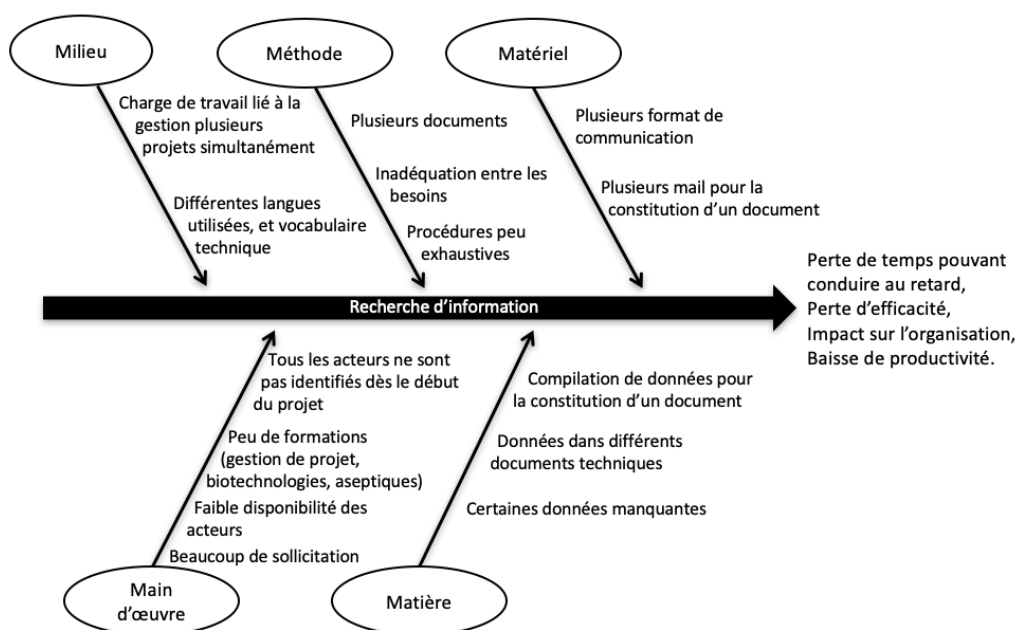 Milieu
Méthode
Matériel
Charge de travail lié à la
gestion plusieurs
projets simultanément
Différentes langues
utilisées, et vocabulaire
technique
Plusieurs documents
Inadéquation entre les
besoins
Procédures peu
exhaustives
Plusieurs format de
communication
Plusieurs mail pour la
constitution d’un document
Recherche d’information
Perte de temps pouvant
conduire au retard,
Perte d’efficacité,
Impact sur l’organisation,
Baisse de productivité.
Tous les acteurs ne sont
pas identifiés dès le début
du projet
Peu de formations
(gestion de projet,
biotechnologies, aseptiques)
Faible disponibilité des
acteurs
Beaucoup de sollicitation
Compilation de données pour
la constitution d’un document
Données dans différents
documents techniques
Certaines données manquantes
Main
d’œuvre
Matière